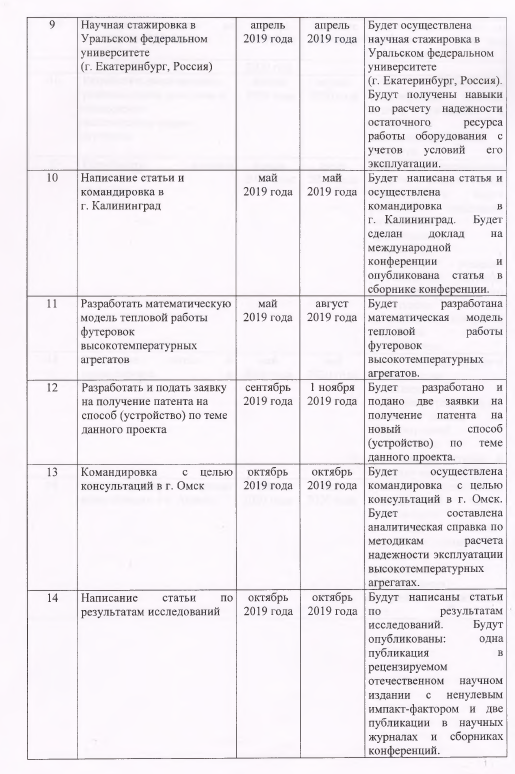 9
Научная стажировка в
Уральском федеральном
университете
(г. Екатеринбург, Россия)
апрель
2019 года
апрель
2019 года
Будет осуществлена
научная стажировка в
Уральском федеральном
университете
(г. Екатеринбург, Россия).
Будут получены навыки
по расчету надежности
остаточного ресурса
работы оборудования с
учетов условий его
эксплуатации.
10
Написание статьи и
командировка в
г. Калининград
май
2019 года
май
2019 года
Будет написана статья и
осуществлена
командировка в
г. Калининград. Будет
сделан доклад на
международной
конференции и
опубликована статья в
сборнике конференции.
11
Разработать математическую
модель тепловой работы
футеровок
высокотемпературных
агрегатов
май
2019 года
август
2019 года
Будет разработана
математическая модель
тепловой работы
футеровок
высокотемпературных
агрегатов.
12
Разработать и подать заявку
на получение патента на
способ (устройство) по теме
данного проекта
сентябрь
2019 года
1 ноября
2019 года
Будет разработано и
подано две заявки на
получение патента на
новый способ
(устройство) по теме
данного проекта.
13
Командировка с целью
консультаций в г. Омск
октябрь
2019 года
октябрь
2019 года
Будет осуществлена
командировка с целью
консультаций в г. Омск.
Будет составлена
аналитическая справка по
методикам расчета
надежности эксплуатации
высокотемпературных
агрегатах.
14
Написание статьи по
результатам исследований
октябрь
2019 года
октябрь
2019 года
Будут написаны статьи
по результатам
исследований. Будут
опубликованы: одна
публикация в
рецензируемом
отечественном научном
издании с ненулевым
импакт-фактором и две
публикации в научных
журналах и сборниках
конференций.